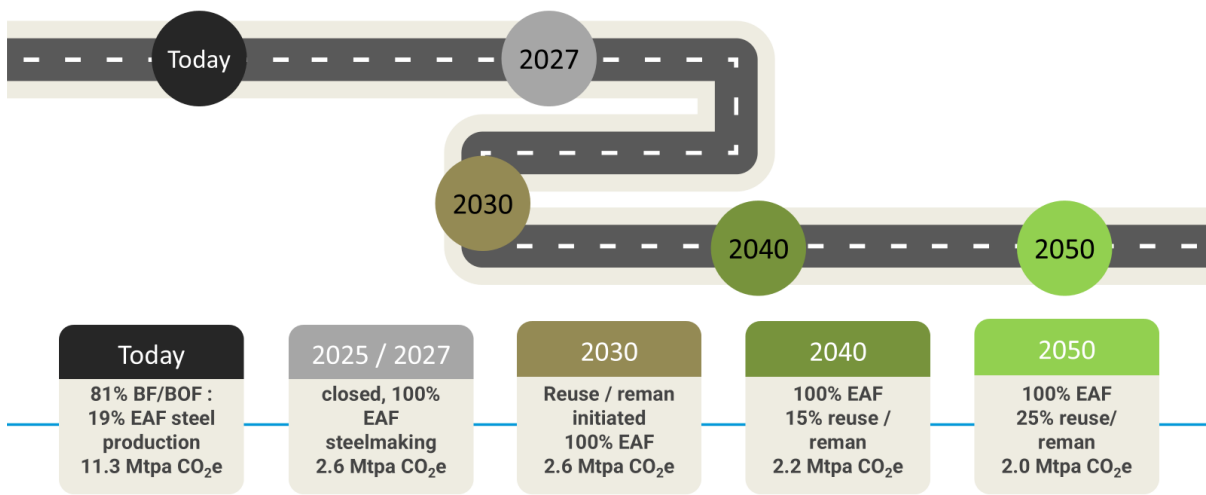 Today
2027
2030
2040
2050
Today
81% BF/BOF :
19% EAF steel
production
11.3 Mtpa CO₂e
2025 / 2027
closed, 100%
EAF
steelmaking
2.6 Mtpa CO₂e
2030
Reuse / reman
initiated
100% EAF
2.6 Mtpa CO₂e
2040
100% EAF
15% reuse /
reman
2.2 Mtpa CO₂e
2050
100% EAF
25% reuse/
reman
2.0 Mtpa CO₂e